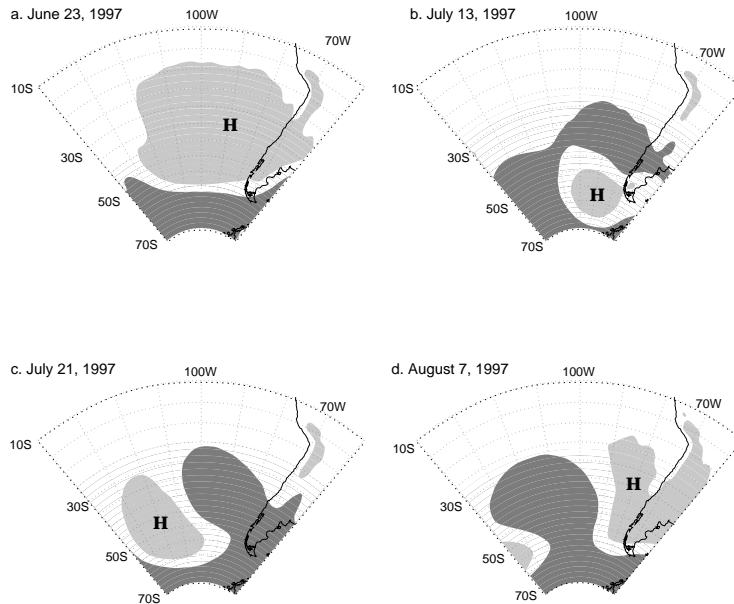 a. June 23, 1997
100W
70W
10S
30S
50S
70S
H
b. July 13, 1997
100W
70W
10S
30S
50S
70S
H
c. July 21, 1997
100W
70W
10S
30S
50S
70S
H
d. August 7, 1997
100W
70W
10S
30S
50S
70S
H